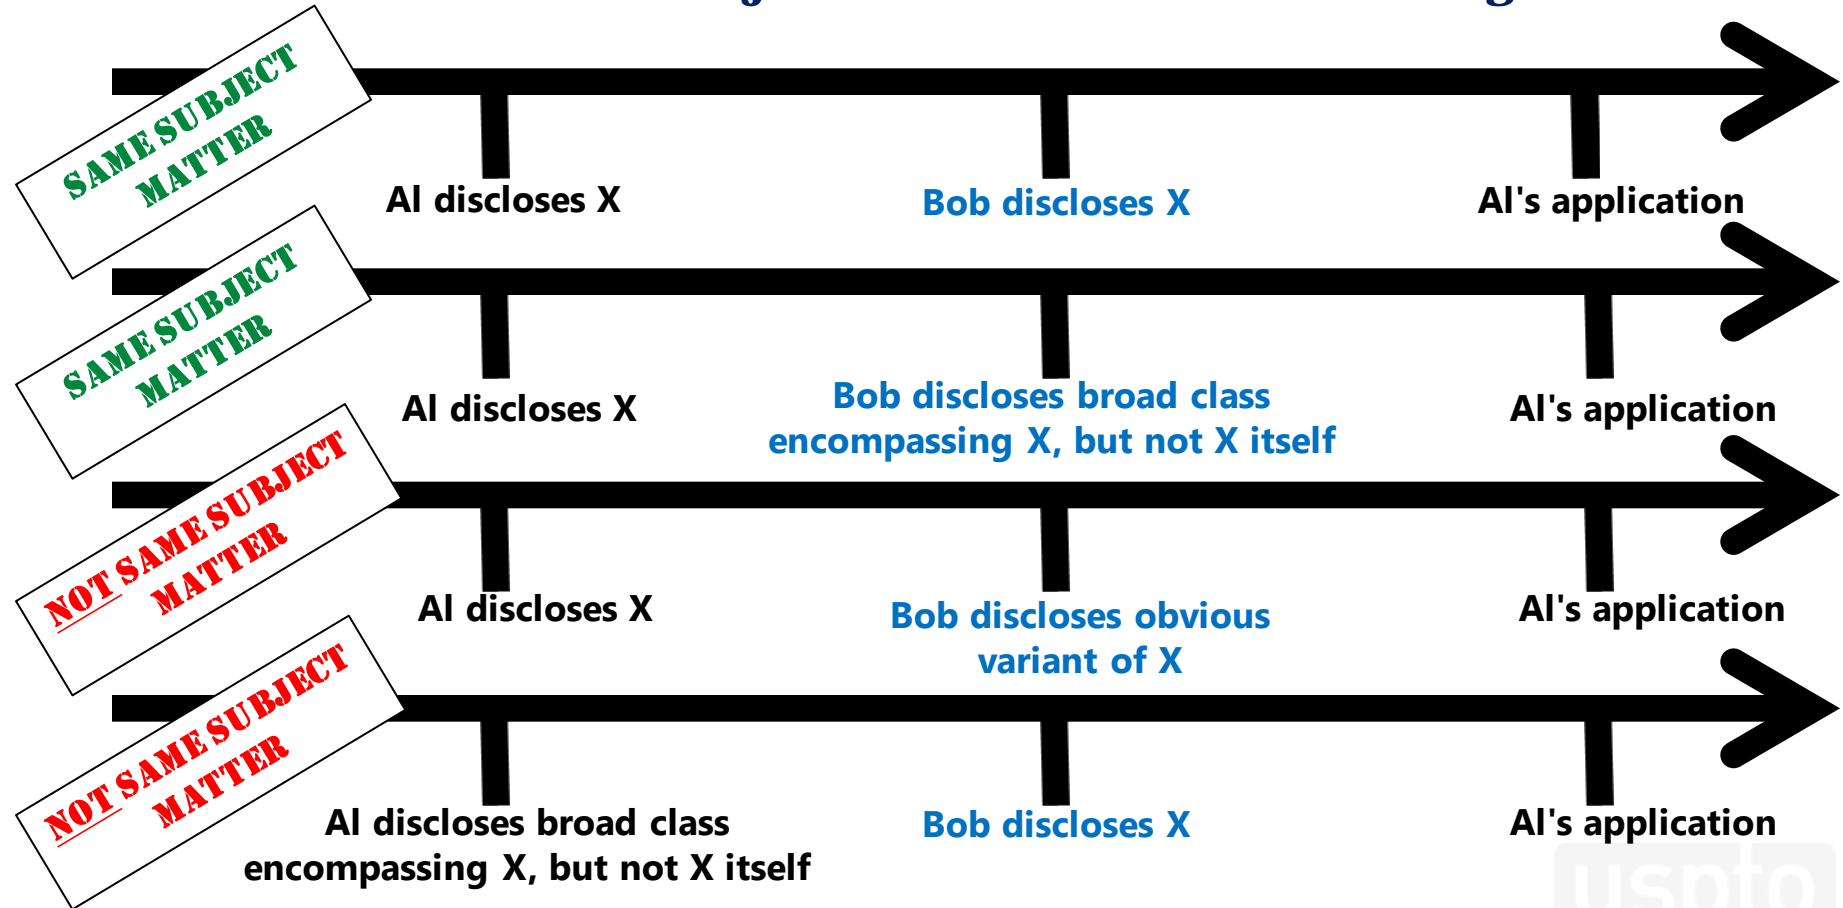 SAME SUBJECT
MATTER
Al discloses X
Bob discloses X
Al's application
SAME SUBJECT
MATTER
Al discloses X
Bob discloses broad class
encompassing X, but not X itself
Al's application
NOT SAME SUBJECT
MATTER
Al discloses X
Bob discloses obvious
variant of X
Al's application
NOT SAME SUBJECT
MATTER
Al discloses broad class
encompassing X, but not X itself
Bob discloses X
Al's application
uspto